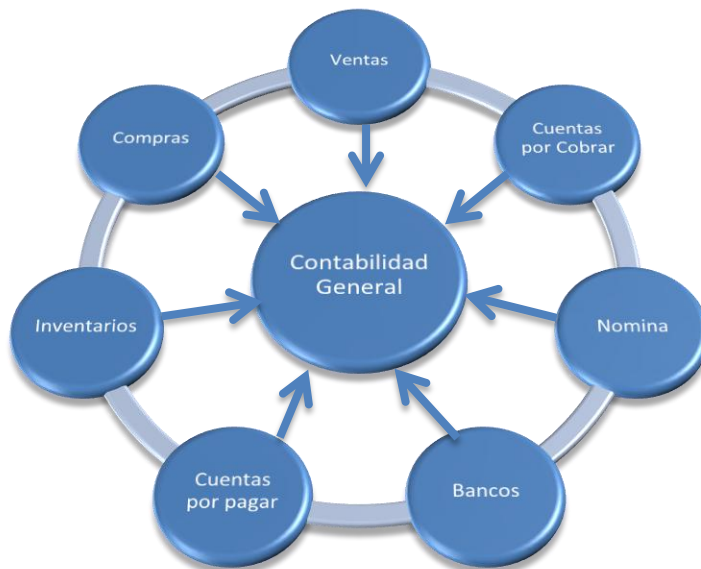 Ventas
Compras
Cuentas
por Cobrar
Contabilidad
General
Inventarios
Nomina
Cuentas
por pagar
Bancos